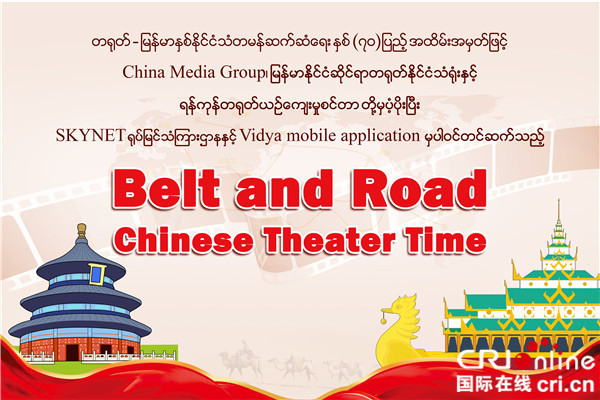 တရုတ် – မြန်မာနှစ်နိုင်ငံသံတမန်ဆက်ဆံရေး နှစ် (၇၀) ပြည့် အထိမ်းအမှတ်ဖြင့်
China Media Group၊ မြန်မာနိုင်ငံဆိုင်ရာတရုတ်နိုင်ငံသံရုံးနှင့်
ရန်ကုန်တရုတ်ယဉ်ကျေးမှုစင်တာ တို့မှပံ့ပိုးပြီး
SKYNET ရုပ်မြင်သံကြားဌာနနှင့် Vidya mobile application မှပါဝင်တင်ဆက်သည့်
Belt and Road
Chinese Theater Time
CRI Online
国际在线 cri.cn